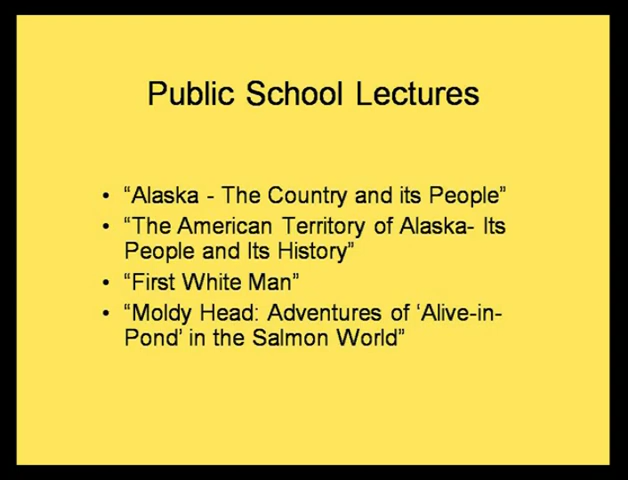 Public School Lectures
• “Alaska - The Country and its People”
• “The American Territory of Alaska- Its
People and Its History”
• “First White Man”
• “Moldy Head: Adventures of ‘Alive-in-
Pond’ in the Salmon World”